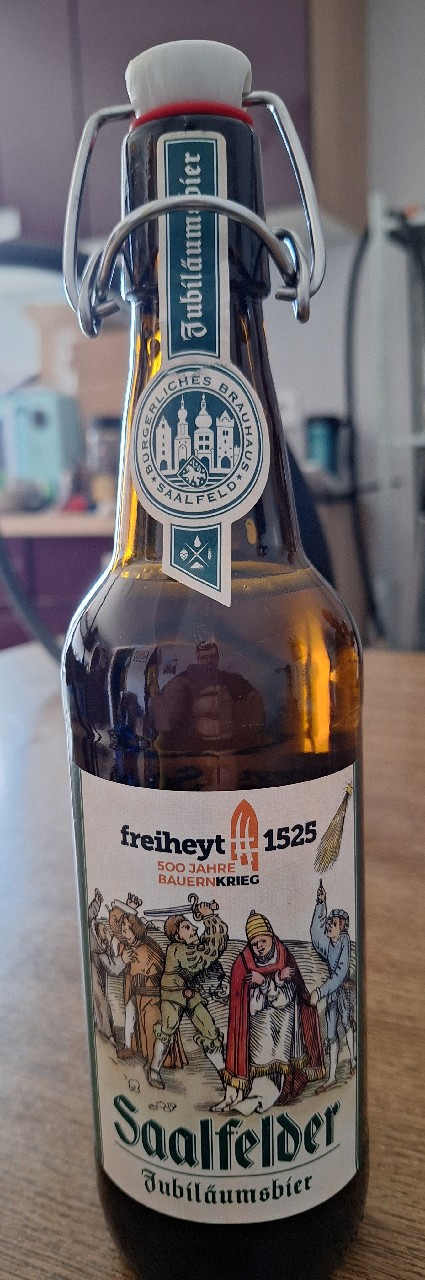 Jubiläumsbier
BÜRGERLICHES BRAUHAUS
SAALFELD
freiheyt 1525
500 JAHRE
BAUERNKRIEG
Saalfelder
Jubiläumsbier